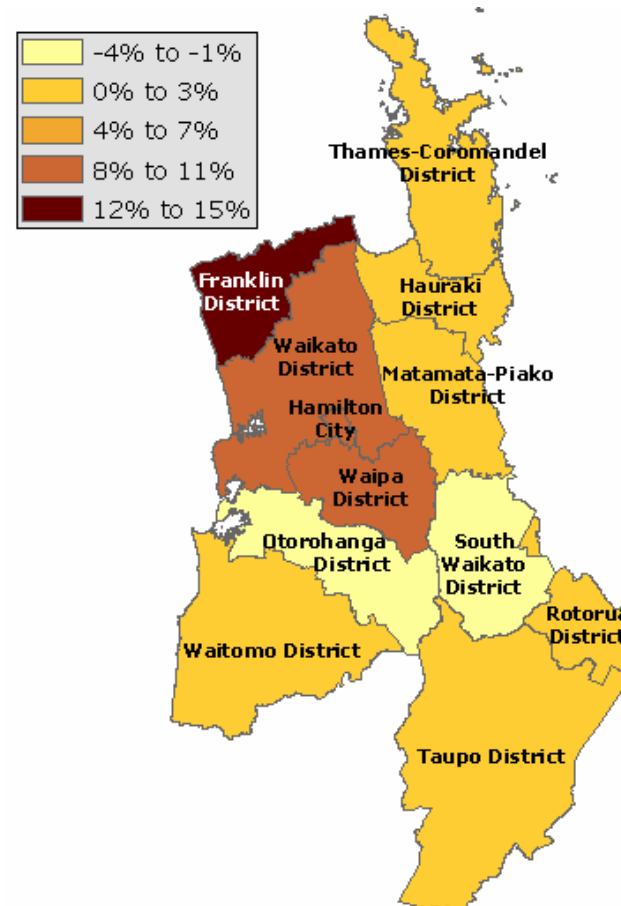 -4% to -1%
0% to 3%
4% to 7%
8% to 11%
12% to 15%
Thames-Coromandel
District
Franklin
District
Hauraki
District
Waikato
District
Matamata-Piako
District
Hamilton
City
Waipa
District
Otorohanga
District
South
Waikato
District
Rotorua
District
Waitomo District
Taupo District